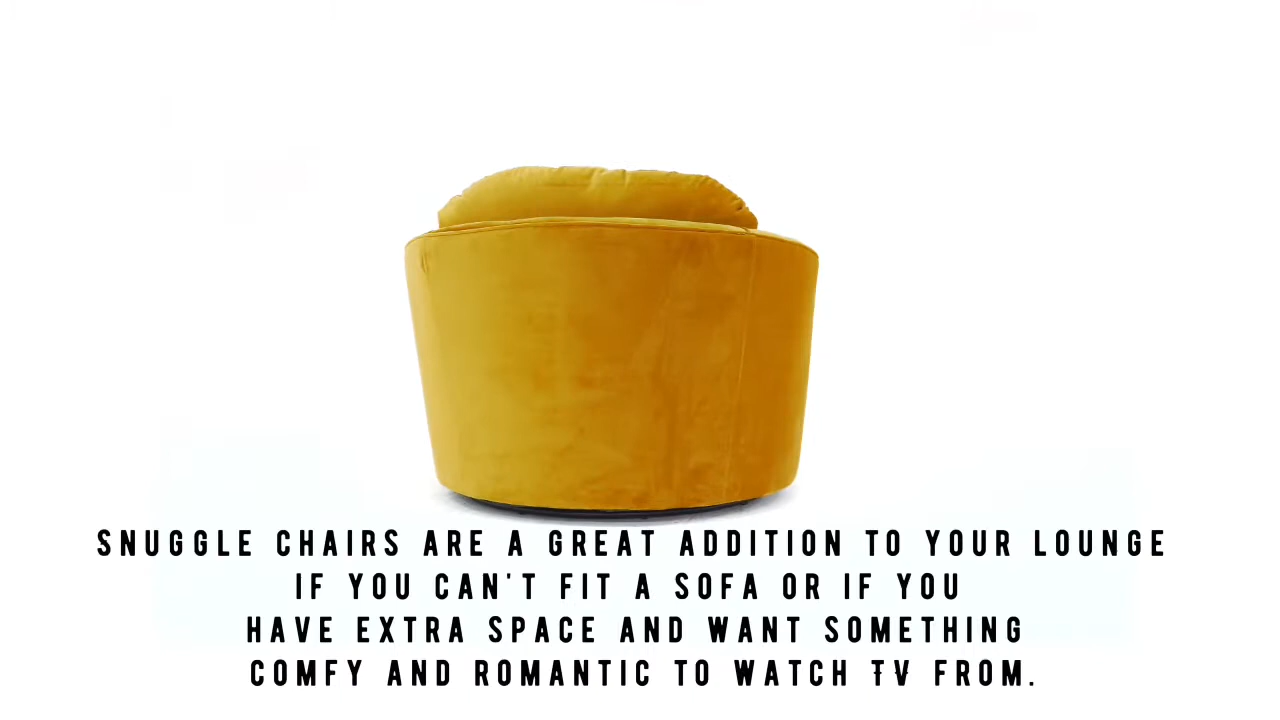 SNUGGLE CHAIRS ARE A GREAT ADDITION TO YOUR LOUNGE
IF YOU CAN'T FIT A SOFA OR IF YOU
HAVE EXTRA SPACE AND WANT SOMETHING
COMFY AND ROMANTIC TO WATCH TV FROM.